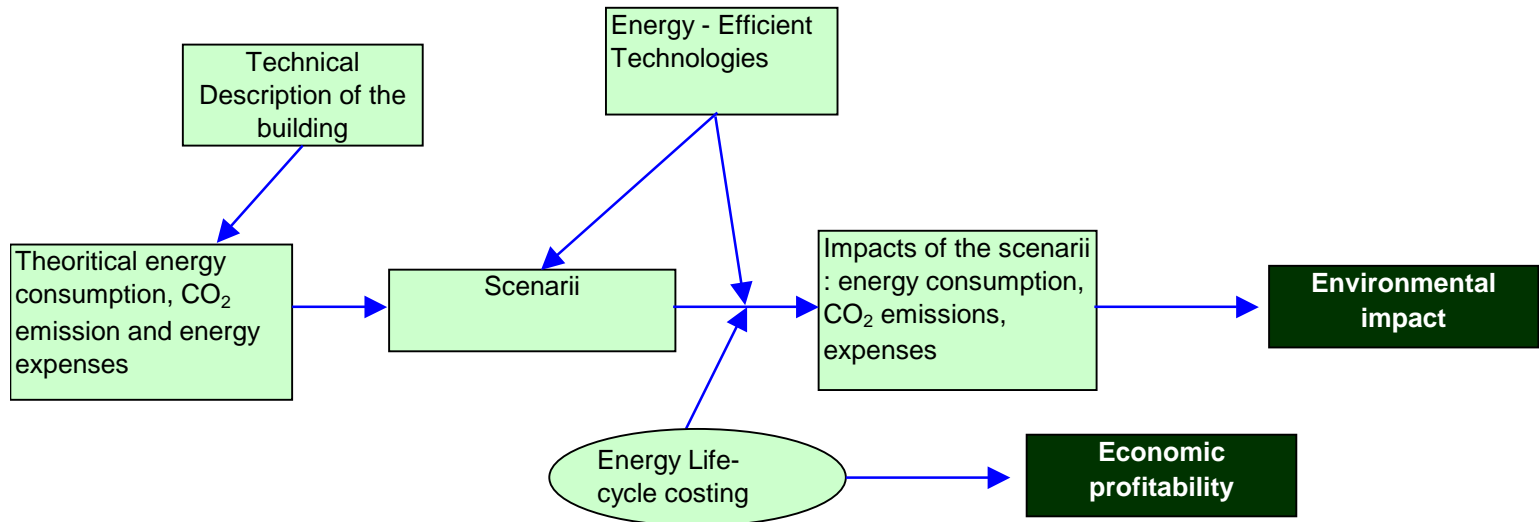 Energy - Efficient
Technologies
Technical
Description of the
building
Theoritical energy
consumption, CO₂
emission and energy
expenses
Scenarii
Impacts of the scenarii
: energy consumption,
CO₂ emissions,
expenses
Environmental
impact
Energy Life-
cycle costing
Economic
profitability